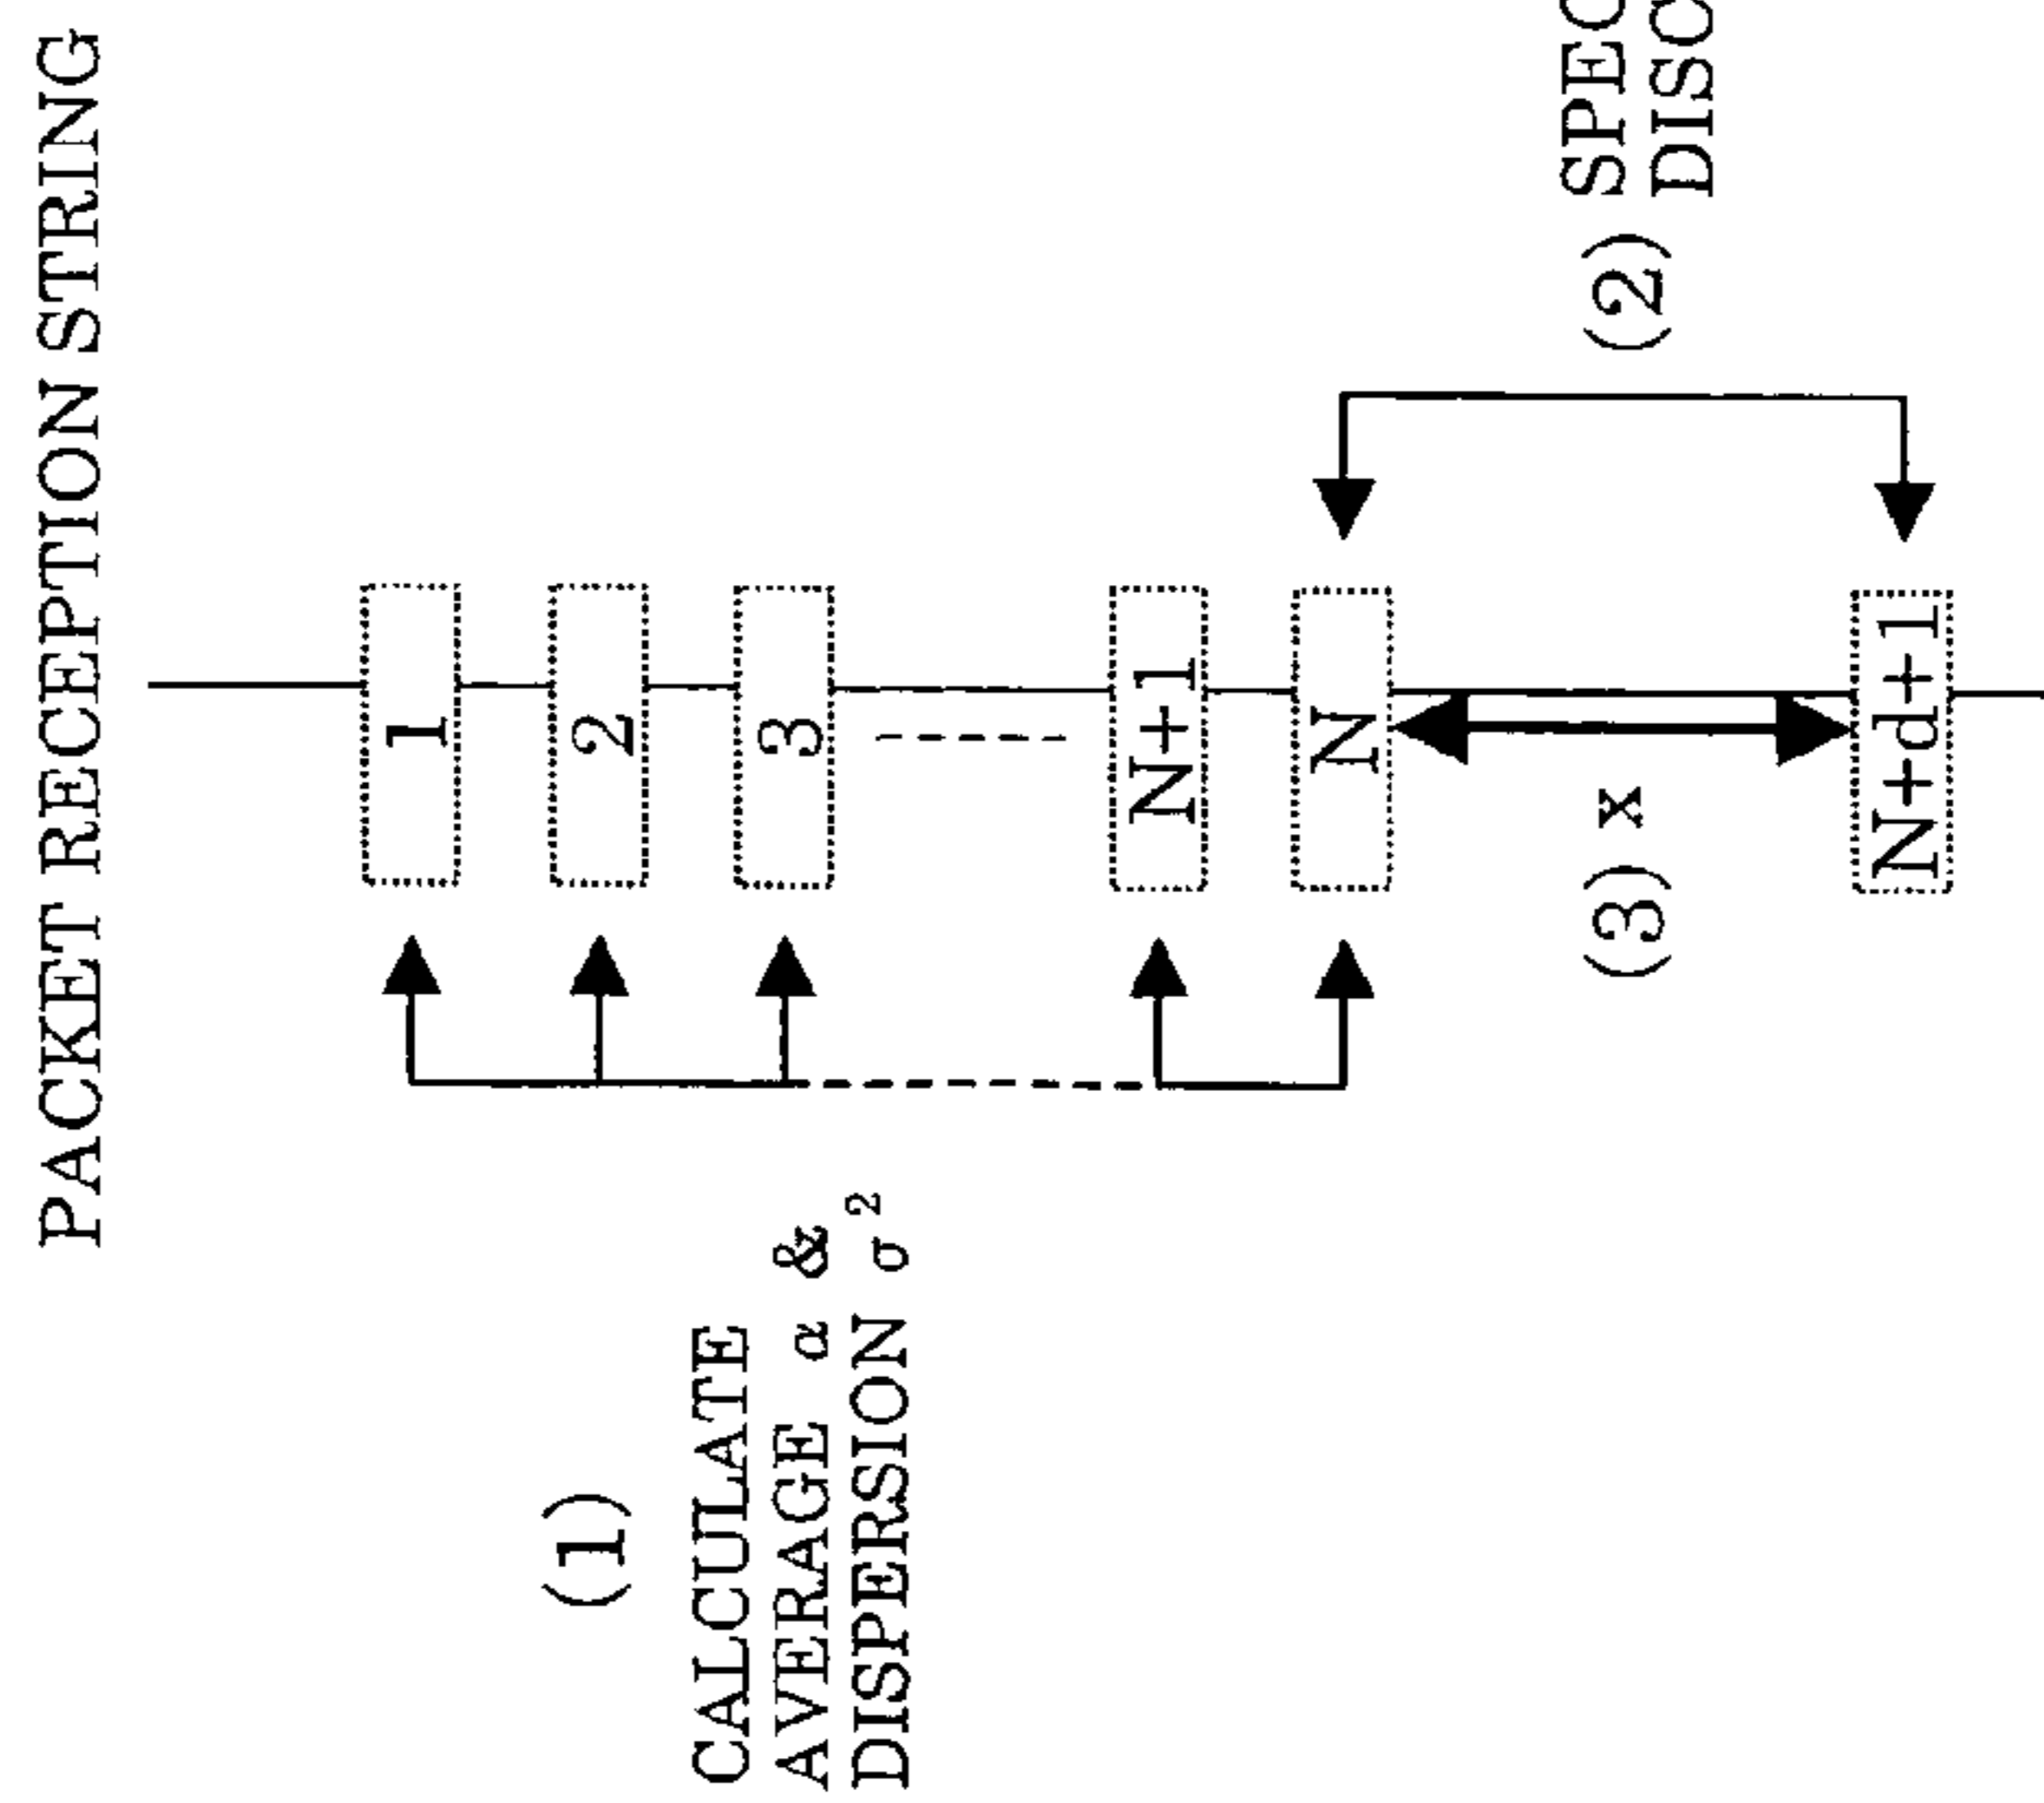 PACKET RECEPTION STRING
1
2
3
N+1
N
N+d+1
(1)
CALCULATE
AVERAGE α &
DISPERSION σ²
(2)
(3) x